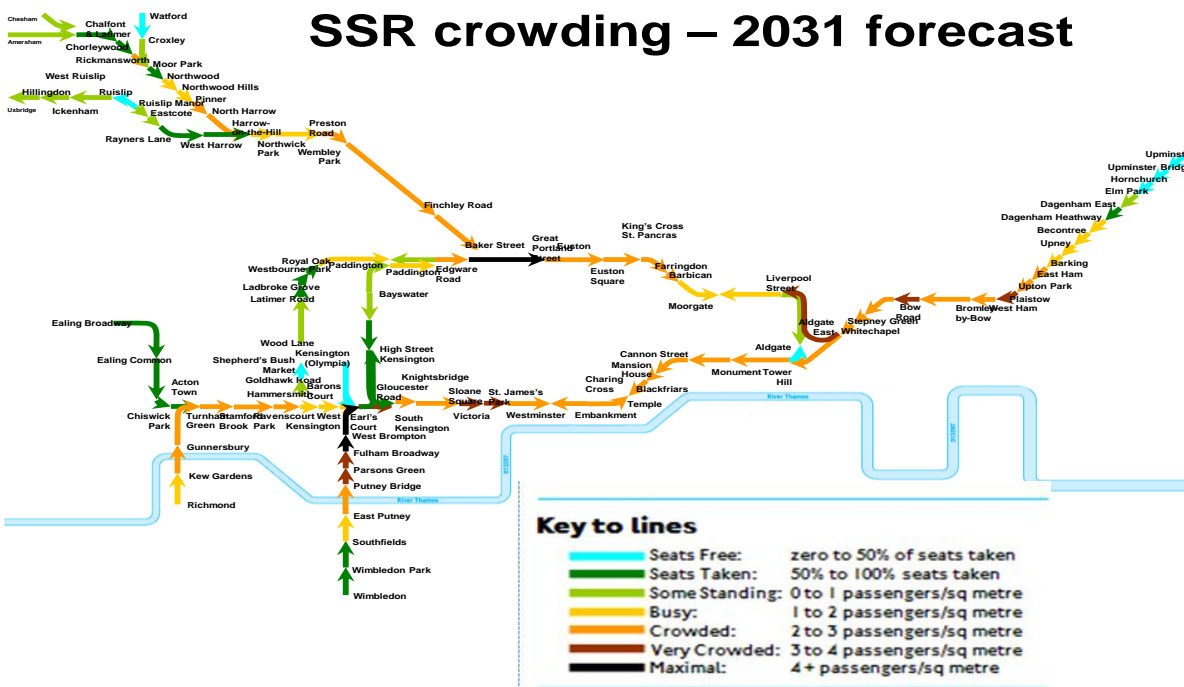 SSR crowding – 2031 forecast
Chesham
Amersham
Chalfont
& Latimer
Chorleywood
Rickmansworth
Watford
Croxley
Moor Park
Northwood
Northwood Hills
Pinner
North Harrow
Harrow-
on-the-Hill
Northwick
Park
Preston
Road
Wembley
Park
West Ruislip
Hillingdon
Ruislip
Uxbridge
Ickenham
Ruislip Manor
Eastcote
Rayners Lane
West Harrow
Finchley Road
Baker Street
Great
Portland
Street
Euston
Euston
Square
King's Cross
St. Pancras
Farringdon
Barbican
Moorgate
Liverpool
Street
Aldgate
East
Aldgate
Royal Oak
Westbourne Park
Paddington
Paddington
Edgware
Road
Ladbroke Grove
Latimer Road
Bayswater
Wood Lane
Shepherd's Bush
Market
Goldhawk Road
Hammersmith
Kensington
(Olympia)
High Street
Kensington
Ealing Broadway
Ealing Common
Acton
Town
Chiswick
Park
Turnham
Green
Stamford
Brook
Ravenscourt
Park
Barons
Court
West
Kensington
Earl's
Court
Gloucester
Road
Knightsbridge
South
Kensington
Sloane
Square
Victoria
St. James's
Park
Westminster
Charing
Cross
Embankment
Temple
Blackfriars
Mansion
House
Cannon Street
Monument
Tower
Hill
Whitechapel
Stepney Green
Bow
Road
Bromley-
by-Bow
West Ham
Plaistow
Upton Park
East Ham
Barking
Upney
Becontree
Dagenham Heathway
Dagenham East
Elm Park
Hornchurch
Upminster Bridg
Upminst
Gunnersbury
Kew Gardens
Richmond
West Brompton
Fulham Broadway
Parsons Green
Putney Bridge
East Putney
Southfields
Wimbledon Park
Wimbledon
River Thames
River Thames
Key to lines
Seats Free: zero to 50% of seats taken
Seats Taken: 50% to 100% seats taken
Some Standing: 0 to 1 passengers/sq metre
Busy: 1 to 2 passengers/sq metre
Crowded: 2 to 3 passengers/sq metre
Very Crowded: 3 to 4 passengers/sq metre
Maximal: 4+ passengers/sq metre